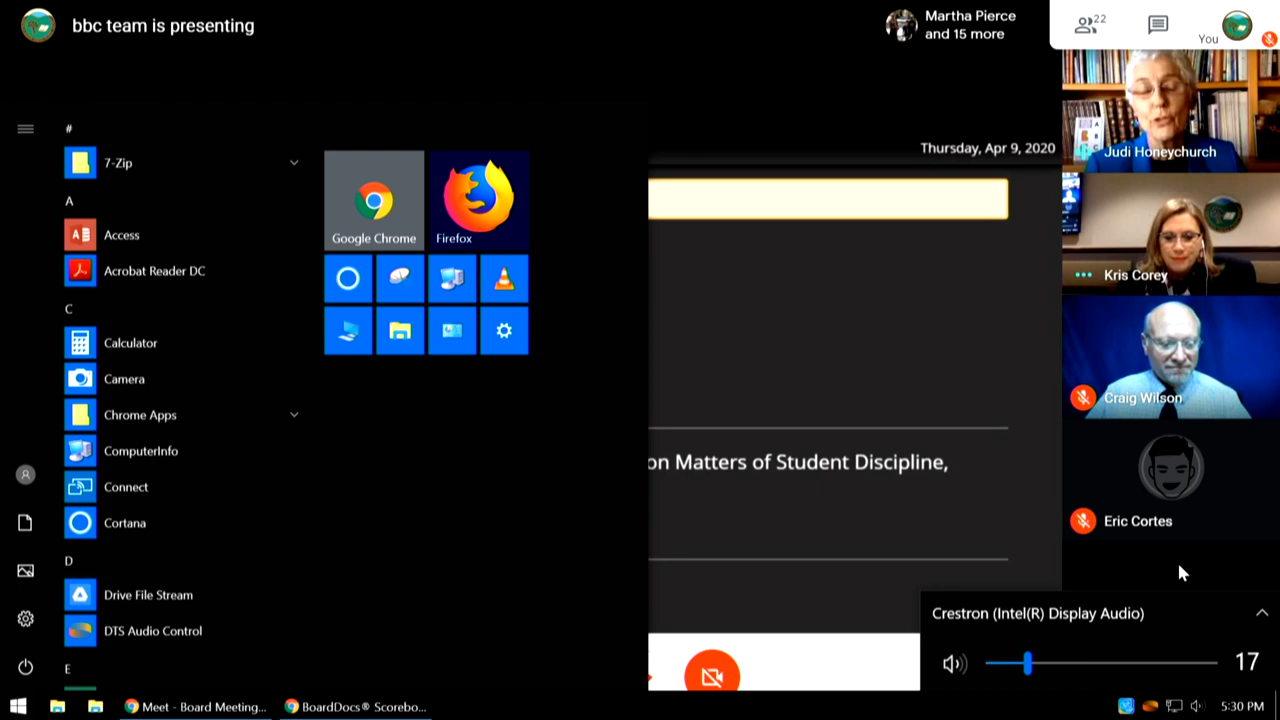 bbc team is presenting
Martha Pierce
and 15 more
22
You
Thursday, Apr 9, 2020
Judi Honeychurch
Kris Corey
Craig Wilson
Eric Cortes
#
7-Zip
A
Access
Acrobat Reader DC
C
Calculator
Camera
Chrome Apps
ComputerInfo
Connect
Cortana
D
Drive File Stream
DTS Audio Control
E
Google Chrome
Firefox
on Matters of Student Discipline,
Crestron (Intel(R) Display Audio)
17
Meet - Board Meeting...
BoardDocs® Scorebo...
5:30 PM